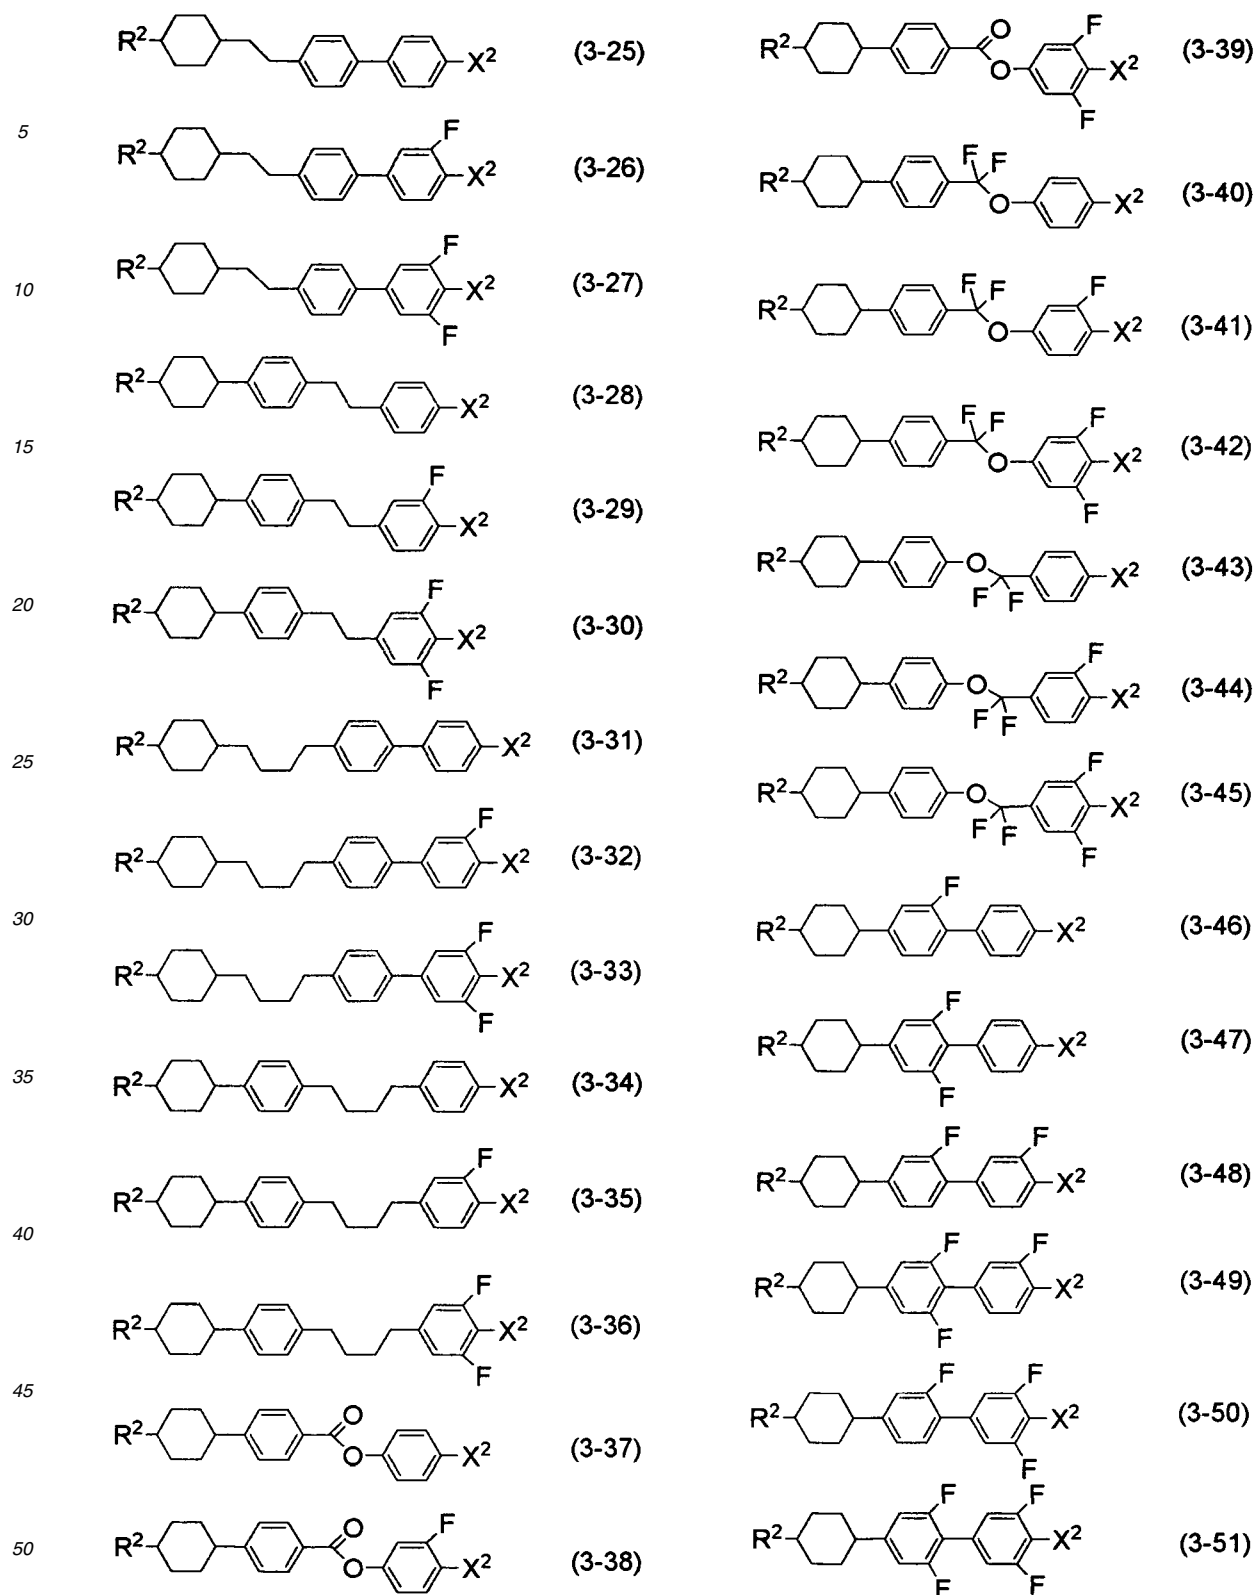 R²
X²
(3-25)
5
F
R²
X²
(3-26)
F
R²
X²
(3-27)
10
F
R²
X²
(3-28)
15
F
R²
X²
(3-29)
F
20
R²
X²
(3-30)
F
R²
X²
(3-31)
25
F
R²
X²
(3-32)
30
F
R²
X²
(3-33)
F
R²
X²
(3-34)
35
F
R²
X²
(3-35)
40
F
R²
X²
(3-36)
F
45
O
R²
O
X²
(3-37)
O
F
R²
O
X²
(3-38)
50
O
F
R²
O
X²
(3-39)
F
F F
R²
O
X²
(3-40)
F F
F
R²
O
X²
(3-41)
F F
F
R²
O
X²
(3-42)
F
R²
O
X²
(3-43)
F F
F
R²
O
X²
(3-44)
F F
F
R²
O
X²
(3-45)
F F
F
F
R²
X²
(3-46)
F
R²
X²
(3-47)
F
F
F
R²
X²
(3-48)
F
F
R²
X²
(3-49)
F
F
F
R²
X²
(3-50)
F
F
F
R²
X²
(3-51)
F
F